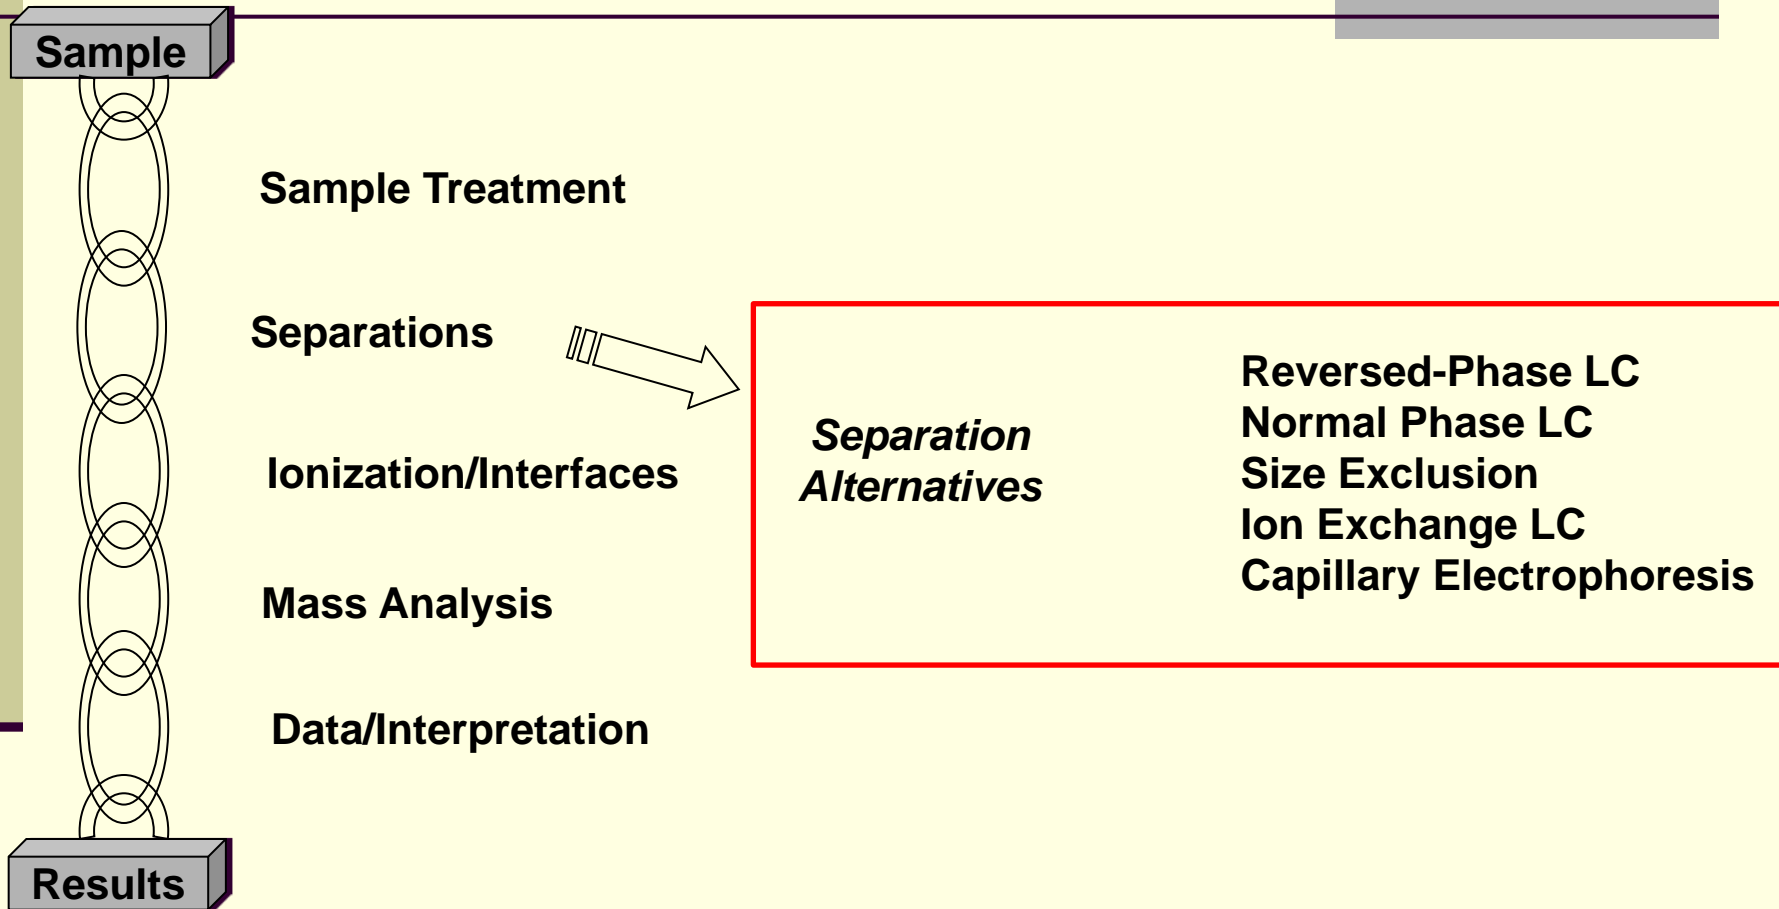 Sample
Sample Treatment
Separations
Ionization/Interfaces
Mass Analysis
Data/Interpretation
Results
Separation
Alternatives
Reversed-Phase LC
Normal Phase LC
Size Exclusion
Ion Exchange LC
Capillary Electrophoresis